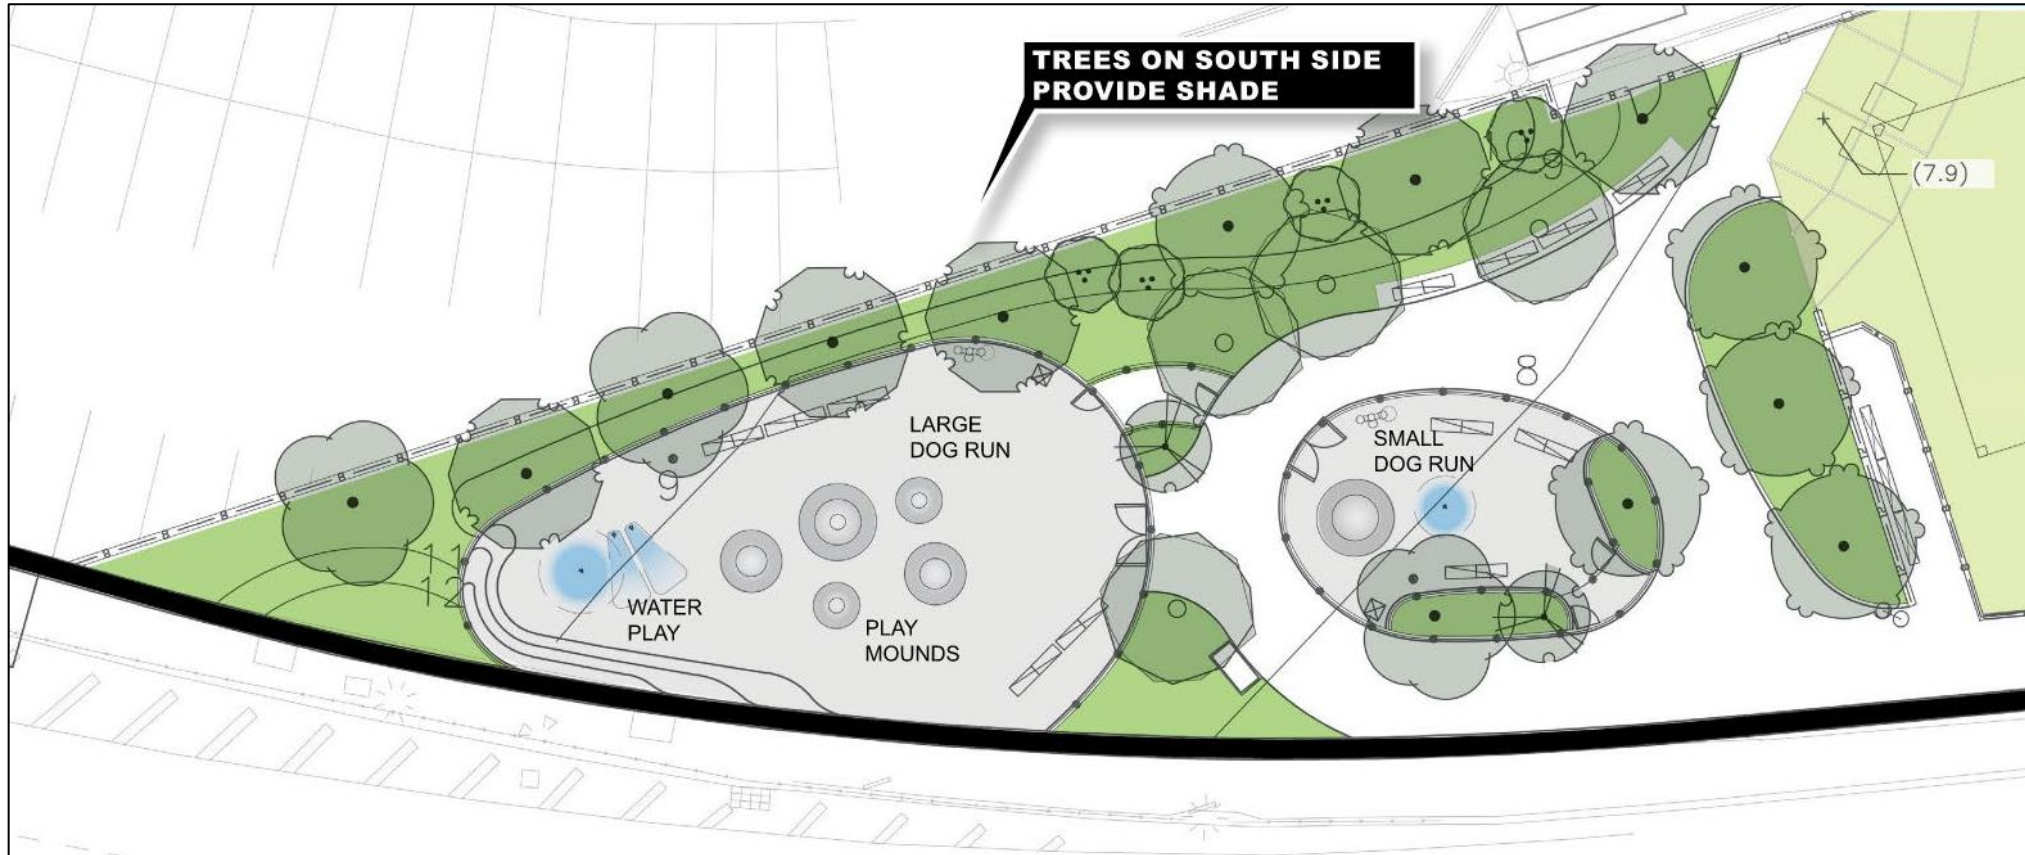 TREES ON SOUTH SIDE
PROVIDE SHADE
9
(7.9)
8
LARGE
DOG RUN
SMALL
DOG RUN
9
11
12
WATER
PLAY
PLAY
MOUNDS